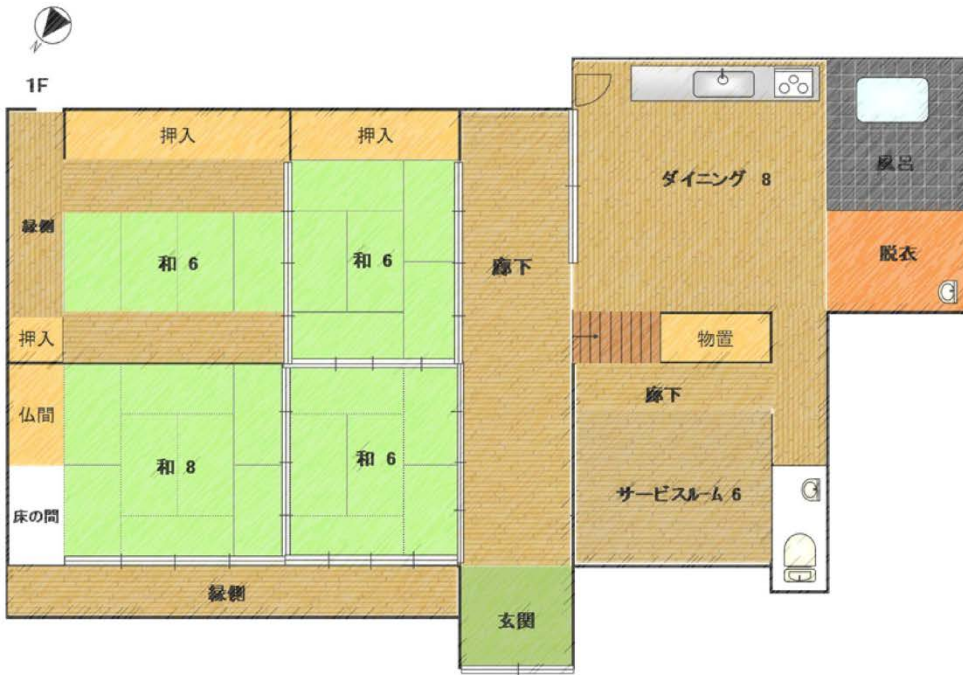 N
1F
押入
押入
ダイニング 8
風呂
縁側
和 6
和 6
廊下
脱衣
押入
物置
仏間
廊下
和 8
和 6
サービスルーム 6
床の間
縁側
玄関